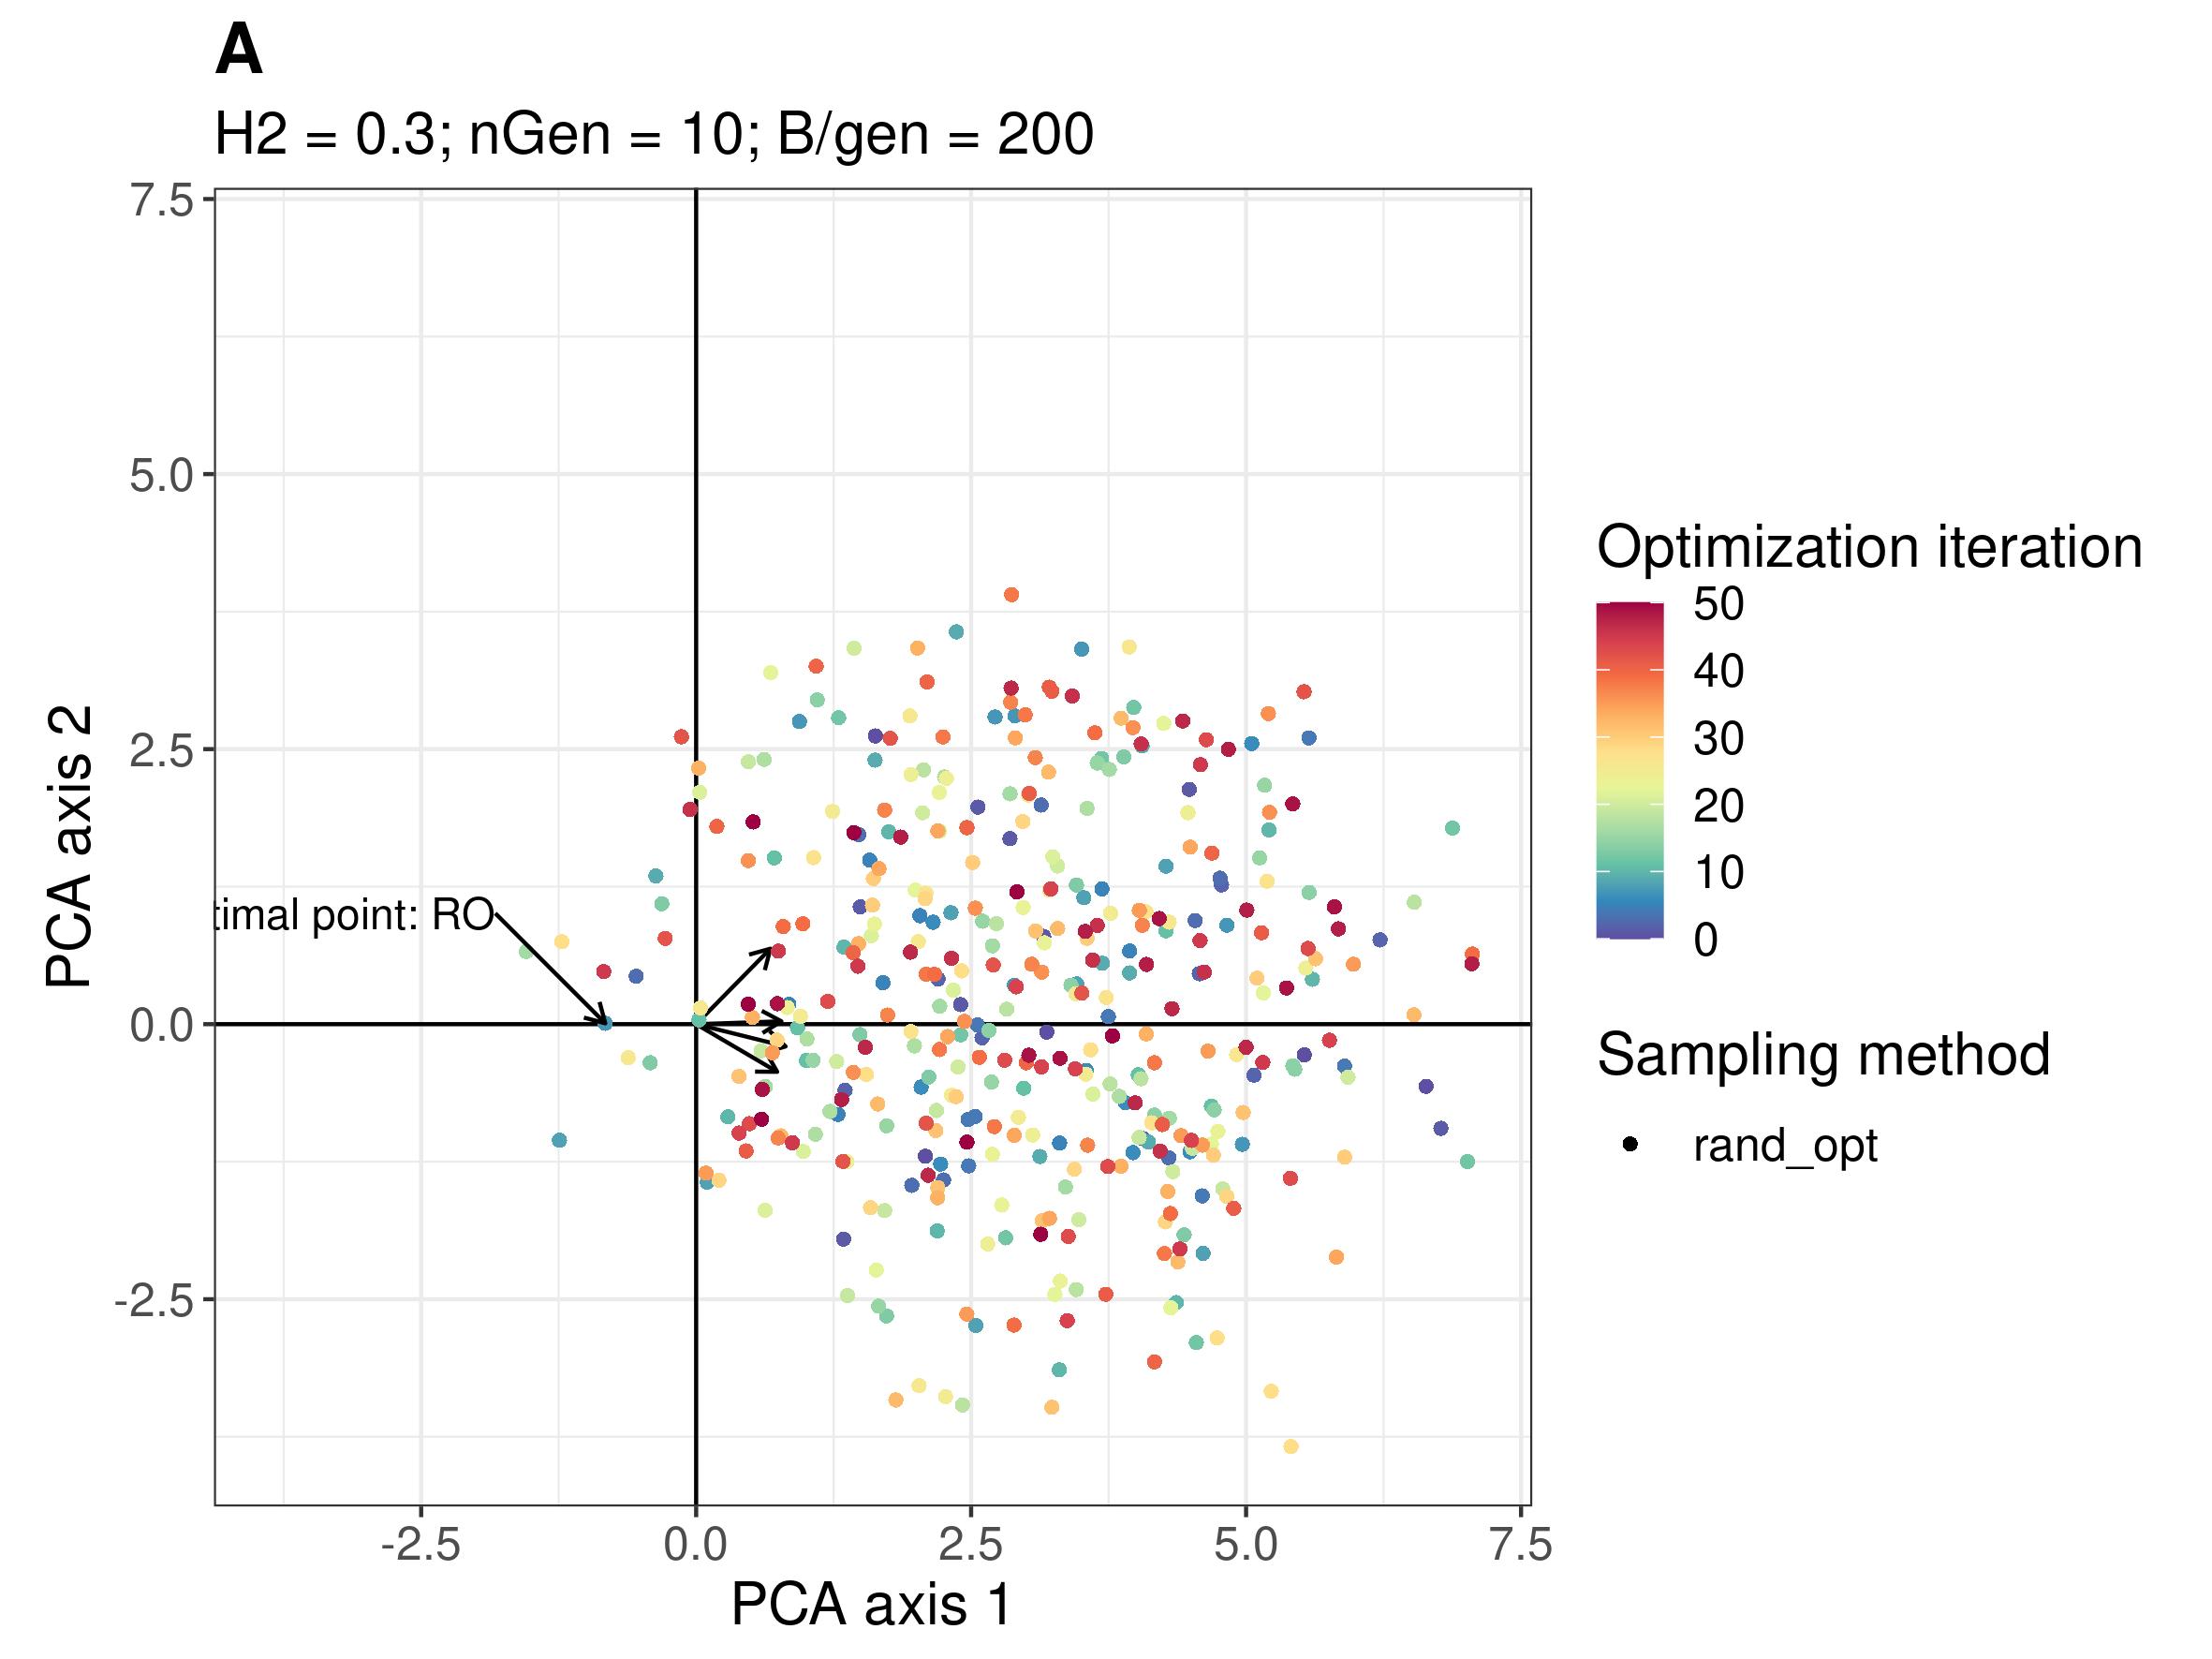 A
H2 = 0.3; nGen = 10; B/gen = 200
7.5
5.0
2.5
0.0
-2.5
PCA axis 2
timal point: RO
-2.5
0.0
2.5
5.0
7.5
PCA axis 1
Optimization iteration
50
40
30
20
10
0
Sampling method
rand_opt